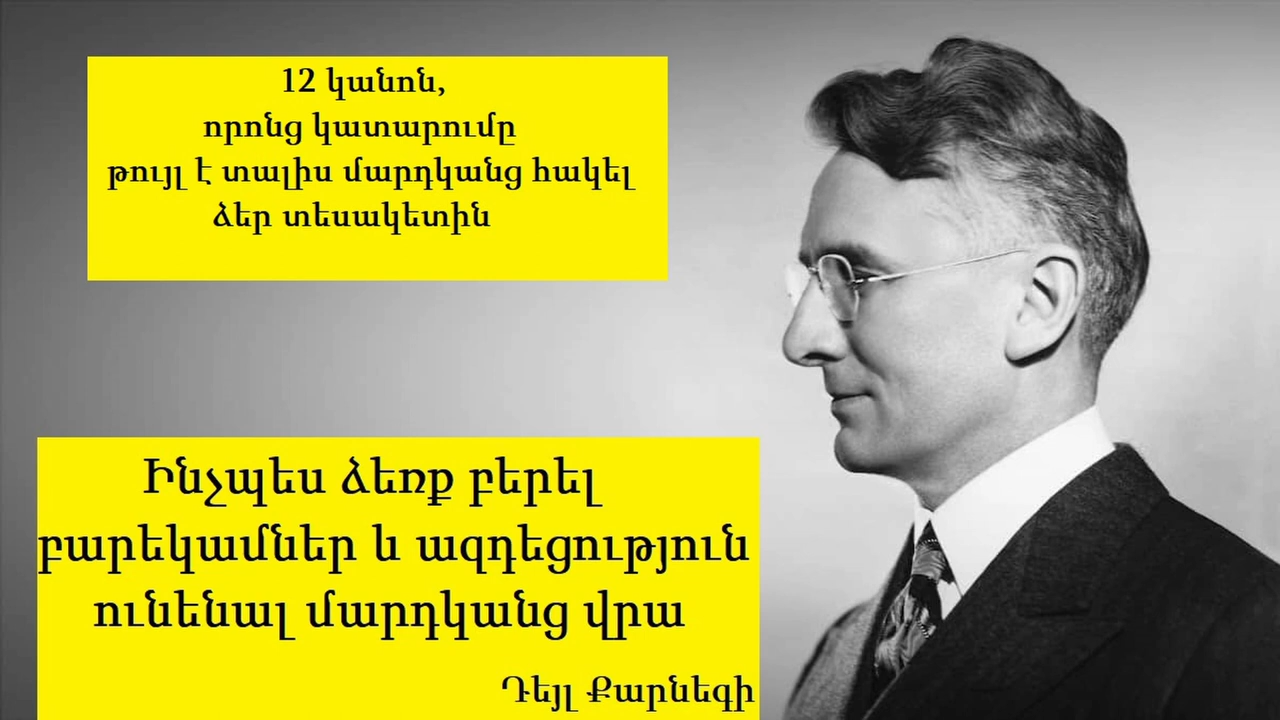 12 կանոն,
որոնց կատարումը
թույլ է տալիս մարդկանց հակել
ձեր տեսակետին
Ինչպես ձեռք բերել
բարեկամներ և ազդեցություն
ունենալ մարդկանց վրա
Դեյլ Քարնեգի